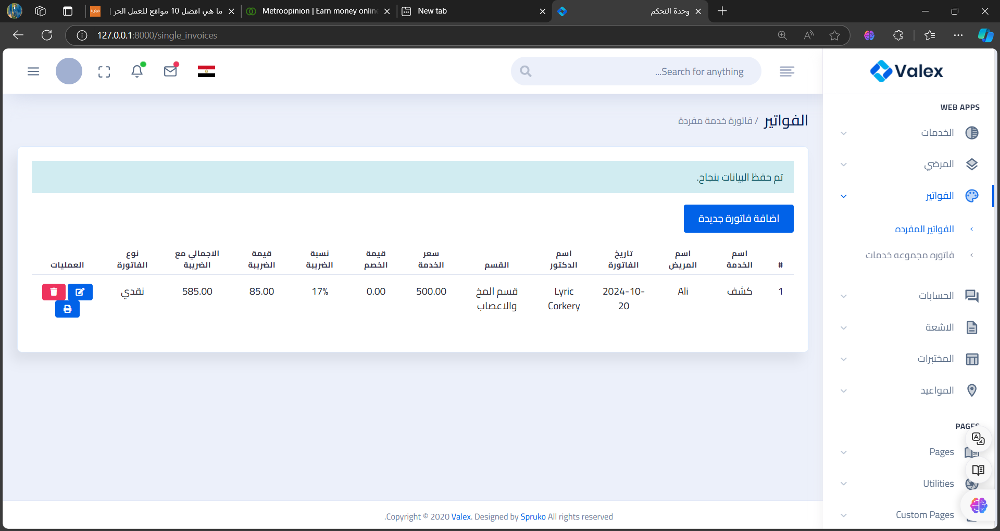 ما هي افضل 10 مواقع للعمل الحر
Metroopinion | Earn money online
New tab
وحدة التحكم
127.0.0.1:8000/single_invoices
Search for anything...
Valex
الفواتير / فاتورة خدمة مفردة
تم حفظ البيانات بنجاح.
اضافة فاتورة جديدة
# اسم الخدمة اسم المريض تاريخ الفاتورة اسم الدكتور القسم سعر الخدمة قيمة الخصم نسبة الضريبة قيمة الضريبة الاجمالي مع الضريبة نوع الفاتورة العمليات
1 كشف Ali 2024-10-20 Lyric Corkery قسم المخ والاعصاب 500.00 0.00 17% 85.00 585.00 نقدي
WEB APPS
الخدمات
المرضي
الفواتير
الفواتير المفرده
فاتوره مجموعه خدمات
الحسابات
الاشعة
المختبرات
المواعيد
PAGES
Pages
Utilities
Custom Pages
Copyright © 2020 Valex. Designed by Spruko All rights reserved.